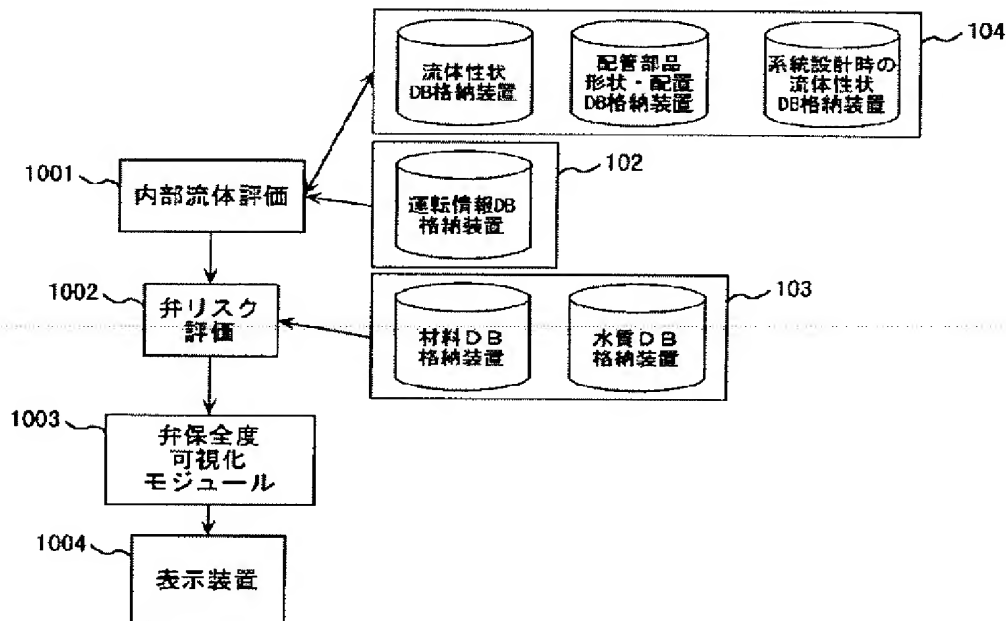 104
流体性状
DB格納装置
配管部品
形状・配置
DB格納装置
系統設計時の
流体性状
DB格納装置
1001
内部流体評価
102
運転情報DB
格納装置
1002
弁リスク
評価
103
材料DB
格納装置
水質DB
格納装置
1003
弁保全度
可視化
モジュール
1004
表示装置